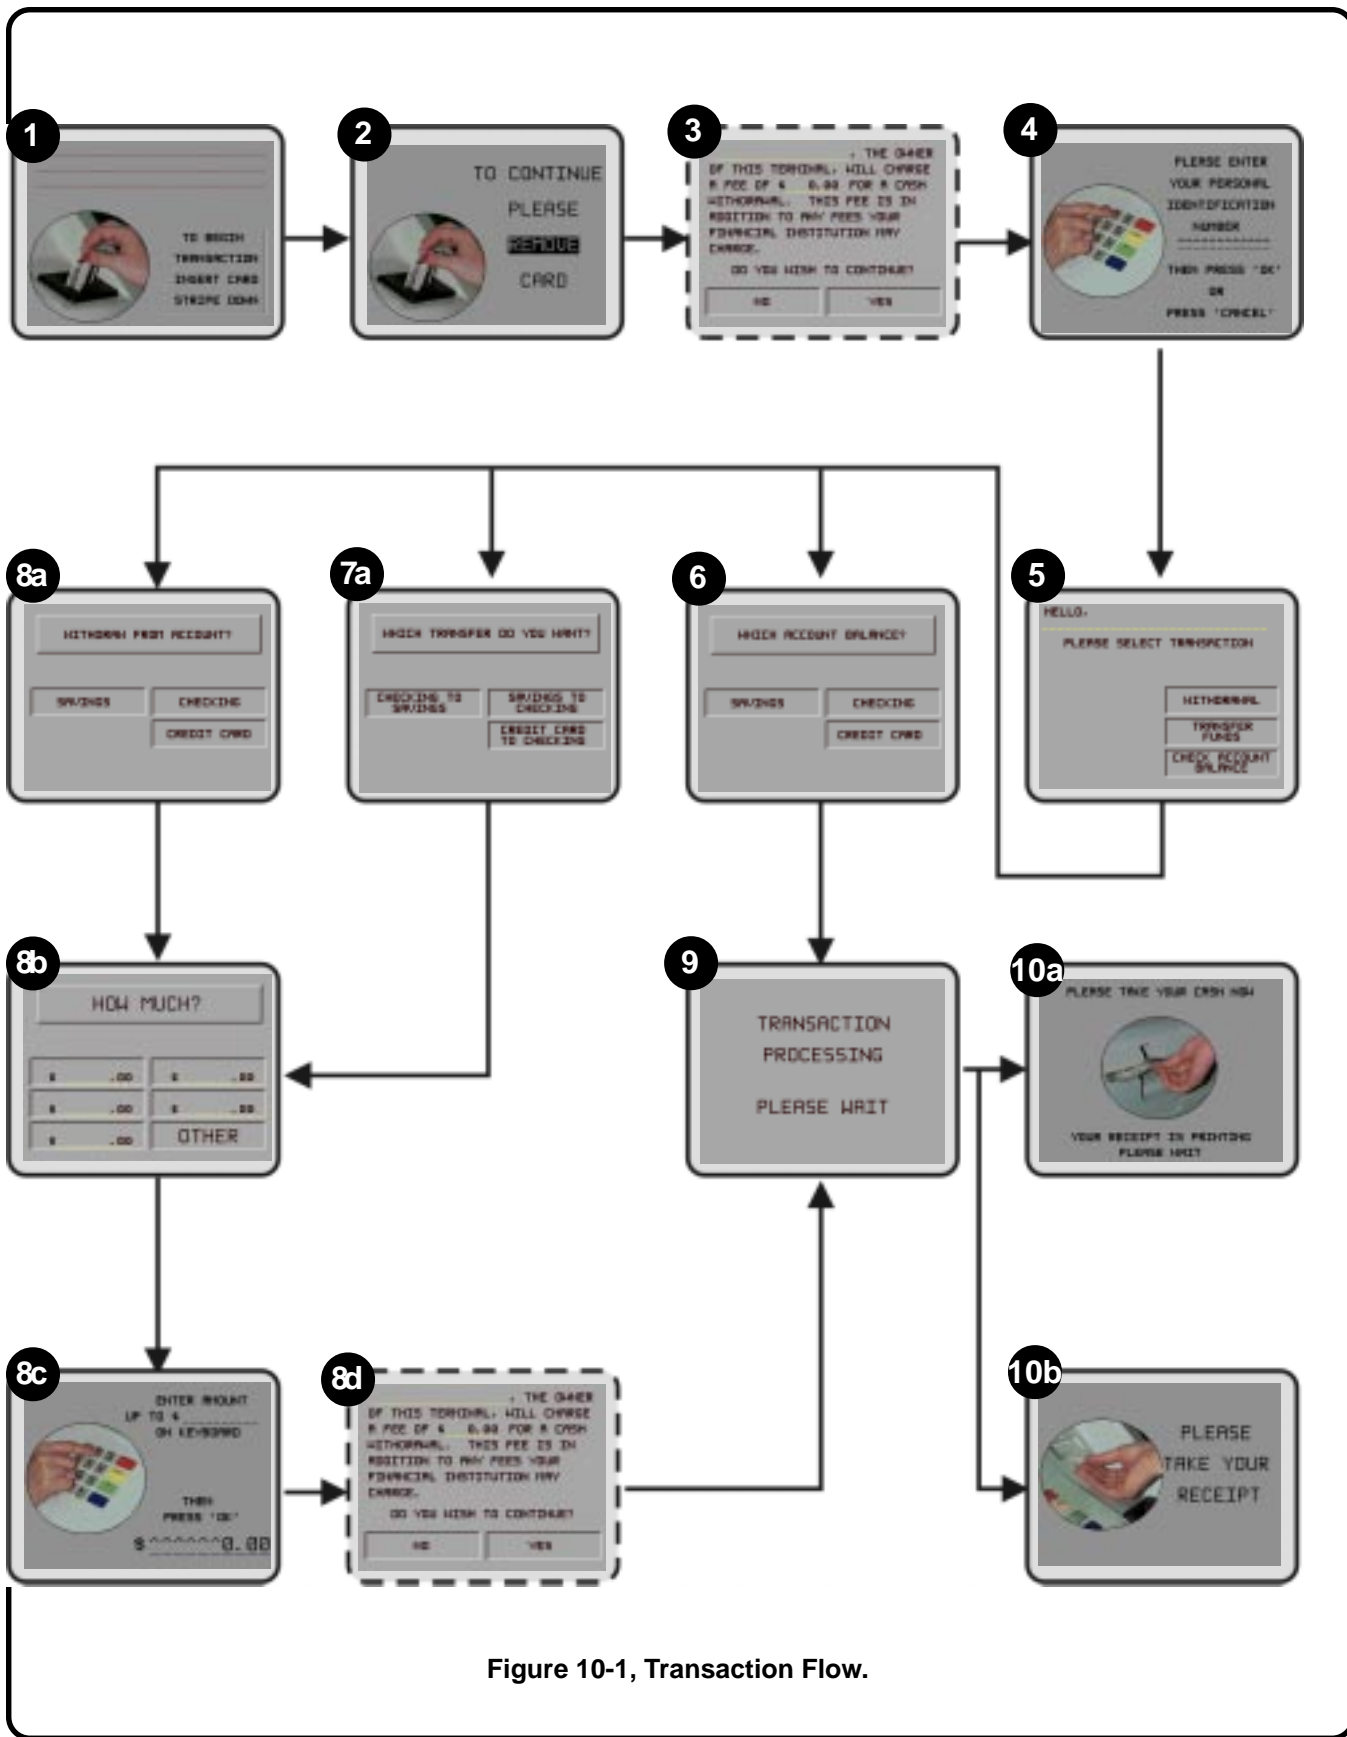 1
TO BEGIN
TRANSACTION
INSERT CARD
STRIPE DOWN
2
TO CONTINUE
PLEASE
REMOVE
CARD
3
, THE OWNER
OF THIS TERMINAL, WILL CHARGE
A FEE OF $ 0.00 FOR A CASH
WITHDRAWAL. THIS FEE IS IN
ADDITION TO ANY FEES YOUR
FINANCIAL INSTITUTION MAY
CHARGE.
DO YOU WISH TO CONTINUE?
NO YES
4
PLEASE ENTER
YOUR PERSONAL
IDENTIFICATION
NUMBER
THEN PRESS 'OK'
OR
PRESS 'CANCEL'
8a
WITHDRAW FROM ACCOUNT?
SAVINGS CHECKING
CREDIT CARD
7a
WHICH TRANSFER DO YOU WANT?
CHECKING TO SAVINGS
SAVINGS TO CHECKING
CREDIT CARD TO CHECKING
6
WHICH ACCOUNT BALANCE?
SAVINGS CHECKING
CREDIT CARD
5
HELLO,
PLEASE SELECT TRANSACTION
WITHDRAWAL
TRANSFER
FUNDS
CHECK ACCOUNT
BALANCE
8b
HOW MUCH?
$ .00 $ .00
$ .00 $ .00
$ .00 OTHER
9
TRANSACTION
PROCESSING
PLEASE WAIT
10a
PLEASE TAKE YOUR CASH NOW
YOUR RECEIPT IS PRINTING
PLEASE WAIT
8c
ENTER AMOUNT
UP TO $
ON KEYBOARD
THEN
PRESS 'OK'
$^^^^^^0.00
8d
, THE OWNER
OF THIS TERMINAL, WILL CHARGE
A FEE OF $ 0.00 FOR A CASH
WITHDRAWAL. THIS FEE IS IN
ADDITION TO ANY FEES YOUR
FINANCIAL INSTITUTION MAY
CHARGE.
DO YOU WISH TO CONTINUE?
NO YES
10b
PLEASE
TAKE YOUR
RECEIPT
Figure 10-1, Transaction Flow.